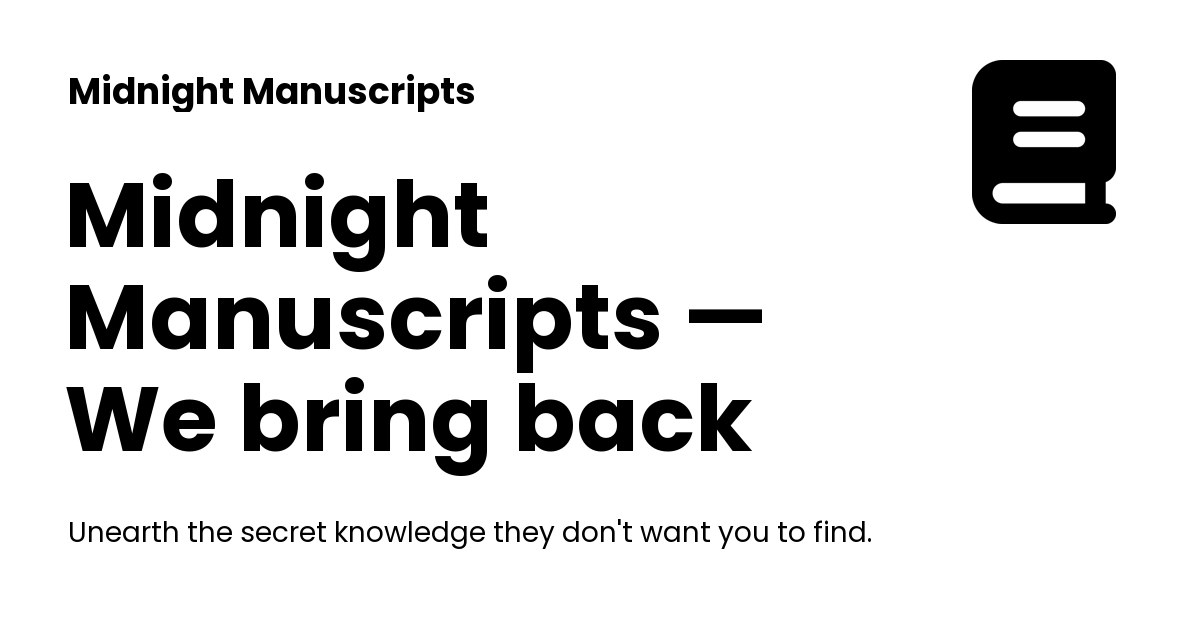 Midnight Manuscripts
Midnight
Manuscripts —
We bring back
Unearth the secret knowledge they don't want you to find.